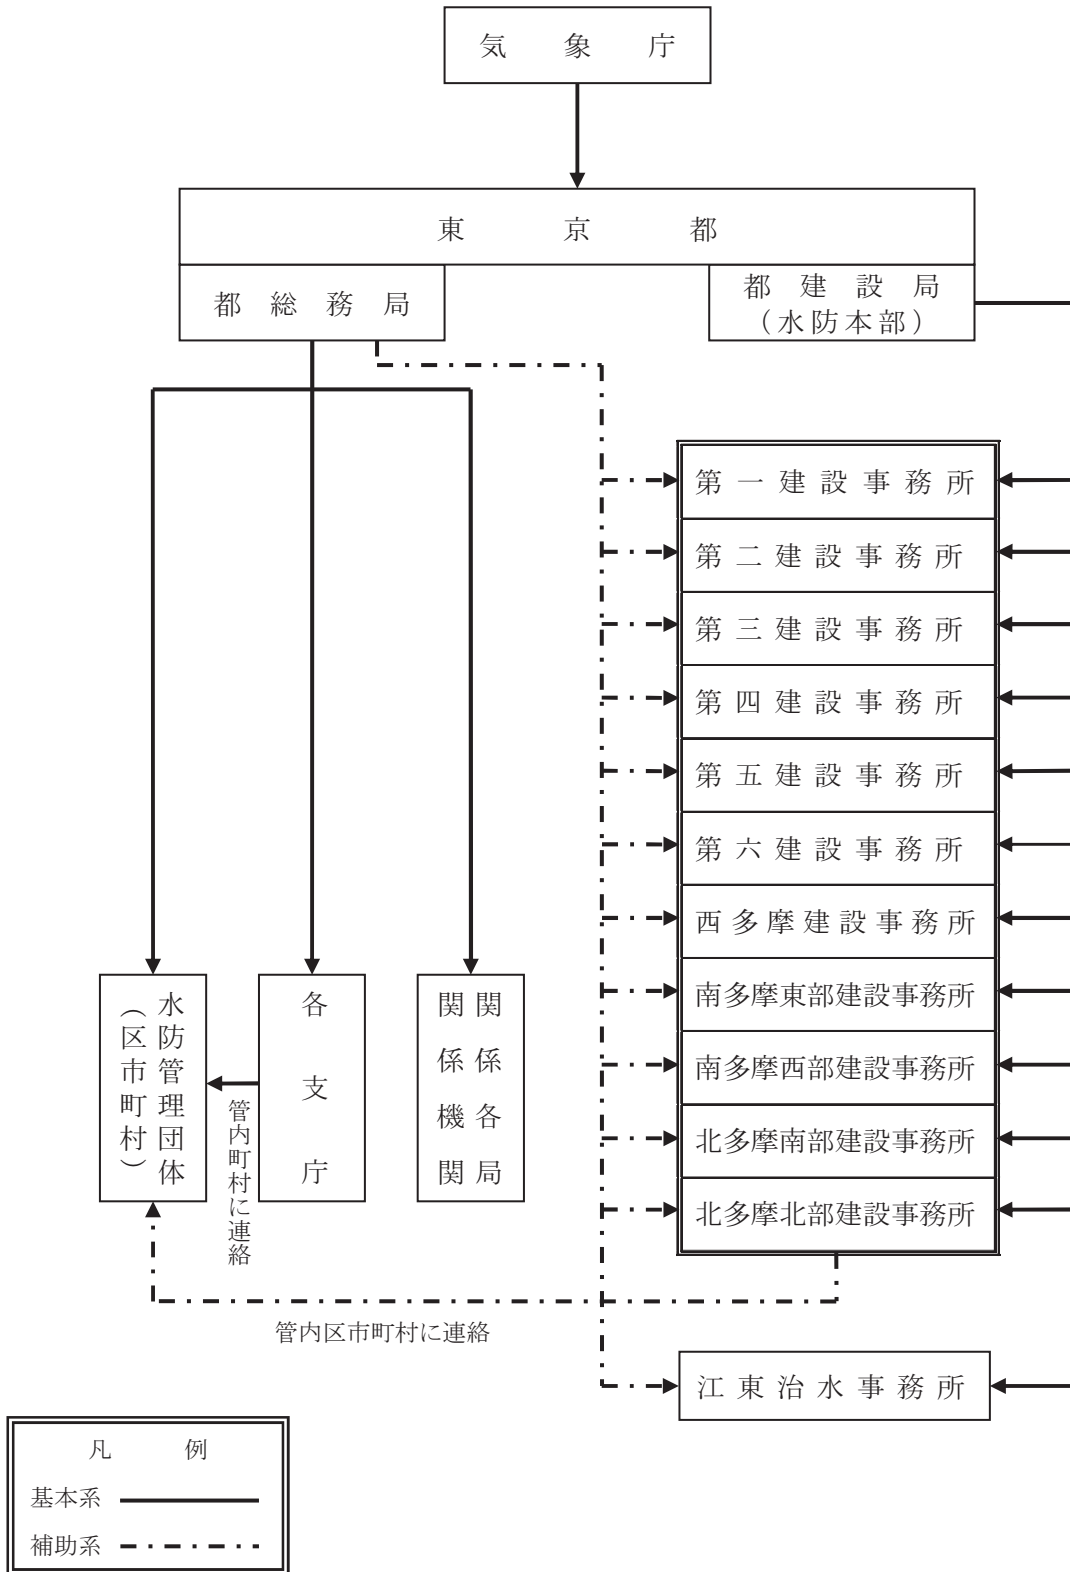 気象庁
東京都
都総務局
都建設局
（水防本部）
第一建設事務所
第二建設事務所
第三建設事務所
第四建設事務所
第五建設事務所
第六建設事務所
西多摩建設事務所
南多摩東部建設事務所
南多摩西部建設事務所
北多摩南部建設事務所
北多摩北部建設事務所
水防管理団体
（区市町村）
各支庁
関係各局
関係機関
管内町村に連絡
管内区市町村に連絡
江東治水事務所
凡例
基本系
補助系